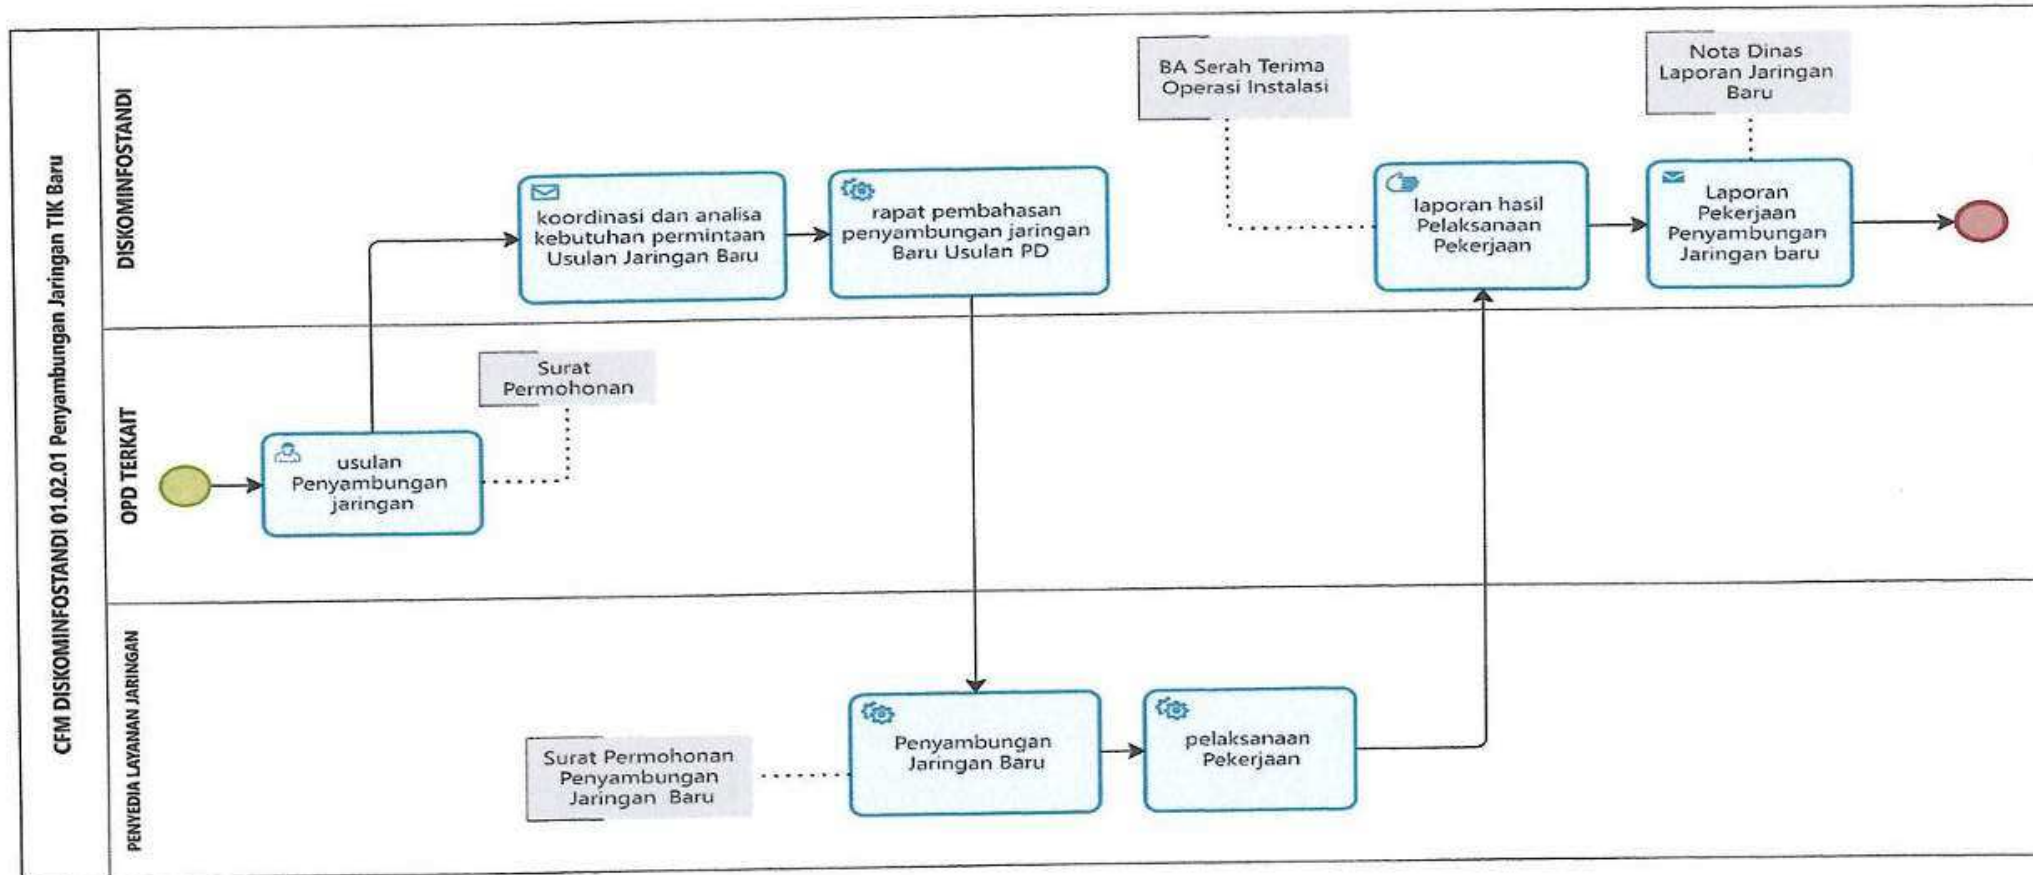 CFM DISKOMINFOSTANDI 01.02.01 Penyambungan Jaringan TIK Baru
DISKOMINFOSTANDI
koordinasi dan analisa
kebutuhan permintaan
Usulan Jaringan Baru
rapat pembahasan
penyambungan jaringan
Baru Usulan PD
BA Serah Terima
Operasi Instalasi
laporan hasil
Pelaksanaan
Pekerjaan
Nota Dinas
Laporan Jaringan
Baru
Laporan
Pekerjaan
Penyambungan
Jaringan baru
OPD TERKAIT
usulan
Penyambungan
jaringan
Surat
Permohonan
PENYEDIA LAYANAN JARINGAN
Surat Permohonan
Penyambungan
Jaringan Baru
Penyambungan
Jaringan Baru
pelaksanaan
Pekerjaan